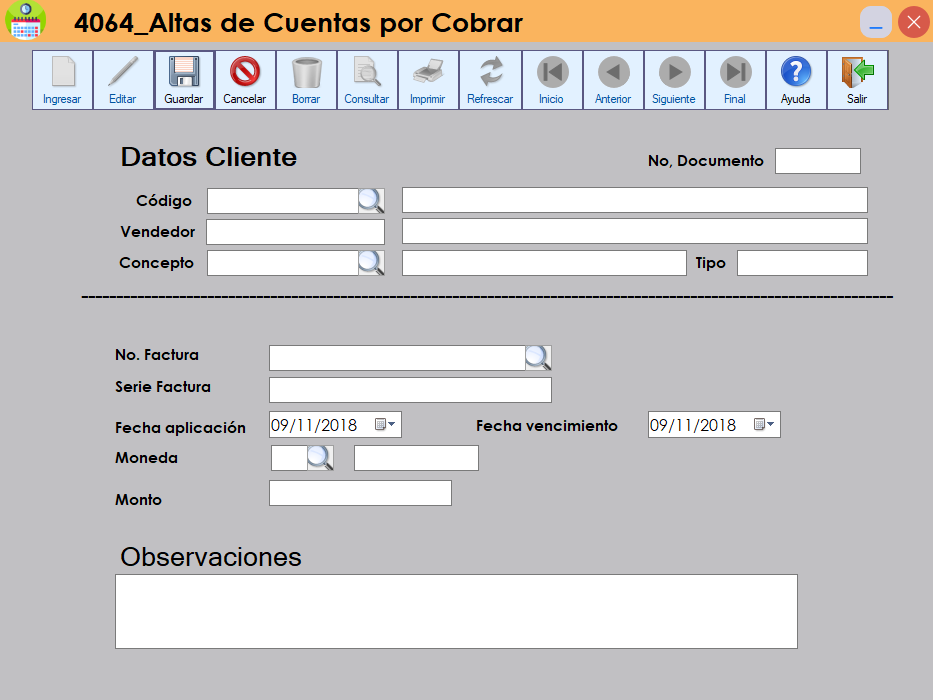 4064_Altas de Cuentas por Cobrar
Ingresar Editar Guardar Cancelar Borrar Consultar Imprimir Refrescar Inicio Anterior Siguiente Final Ayuda Salir
Datos Cliente No, Documento
Código
Vendedor
Concepto Tipo
No. Factura
Serie Factura
Fecha aplicación 09/11/2018 Fecha vencimiento 09/11/2018
Moneda
Monto
Observaciones